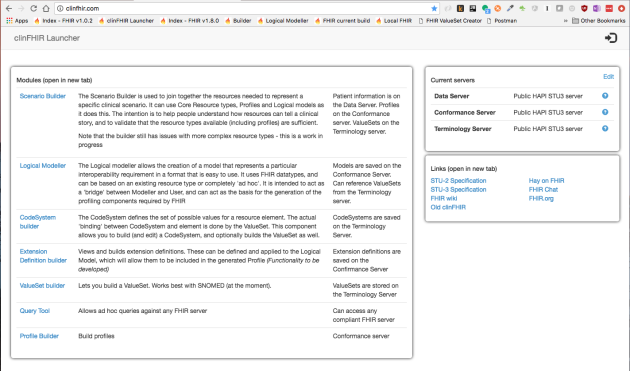 clinfhir.com
Apps
Index - FHIR v1.0.2
clinFHIR Launcher
Index - FHIR v1.8.0
Builder
Logical Modeller
FHIR current build
Local FHIR
FHIR ValueSet Creator
Postman
»
Other Bookmarks
clinFHIR Launcher
Modules (open in new tab)
Scenario Builder
The Scenario Builder is used to join together the resources needed to represent a
specific clinical scenario. It can use Core Resource types, Profiles and Logical models as
it does this. The intention is to help people understand how resources can tell a clinical
story, and to validate that the resource types available (including profiles) are sufficient.
Note that the builder still has issues with more complex resource types - this is a work in
progress
Patient information is on
the Data Server. Profiles
on the Conformance
server. ValueSets on the
Terminology server.
Logical Modeller
The Logical modeller allows the creation of a model that represents a particular
interoperability requirement in a format that is easy to use. It uses FHIR datatypes, and
can be based on an existing resource type or completely 'ad hoc'. It is intended to act as
a 'bridge' between Modeller and User, and can act as the basis for the generation of the
profiling components required by FHIR
Models are saved on the
Conformance Server.
Can reference ValueSets
from the Terminology
server.
CodeSystem
builder
The CodeSystem defines the set of possible values for a resource element. The actual
'binding' between CodeSystem and element is done by the ValueSet. This component
allows you to build (and edit) a CodeSystem, and optionally builds the ValueSet as well.
CodeSystems are saved
on the Terminology
Server.
Extension
Definition builder
Views and builds extension definitions. These can be defined and applied to the Logical
Model, which will allow them to be included in the generated Profile (Functionality to be
developed)
Extension definitions are
saved on the
Conformance Server
ValueSet builder
Lets you build a ValueSet. Works best with SNOMED (at the moment).
ValueSets are stored on
the Terminology Server
Query Tool
Allows ad hoc queries against any FHIR server
Can access any
compliant FHIR server
Profile Builder
Build profiles
Conformance server
Current servers
Edit
Data Server
Public HAPI STU3 server
Conformance Server
Public HAPI STU3 server
Terminology Server
Public HAPI STU3 server
Links (open in new tab)
STU-2 Specification
Hay on FHIR
STU-3 Specification
FHIR Chat
FHIR wiki
FHIR.org
Old clinFHIR